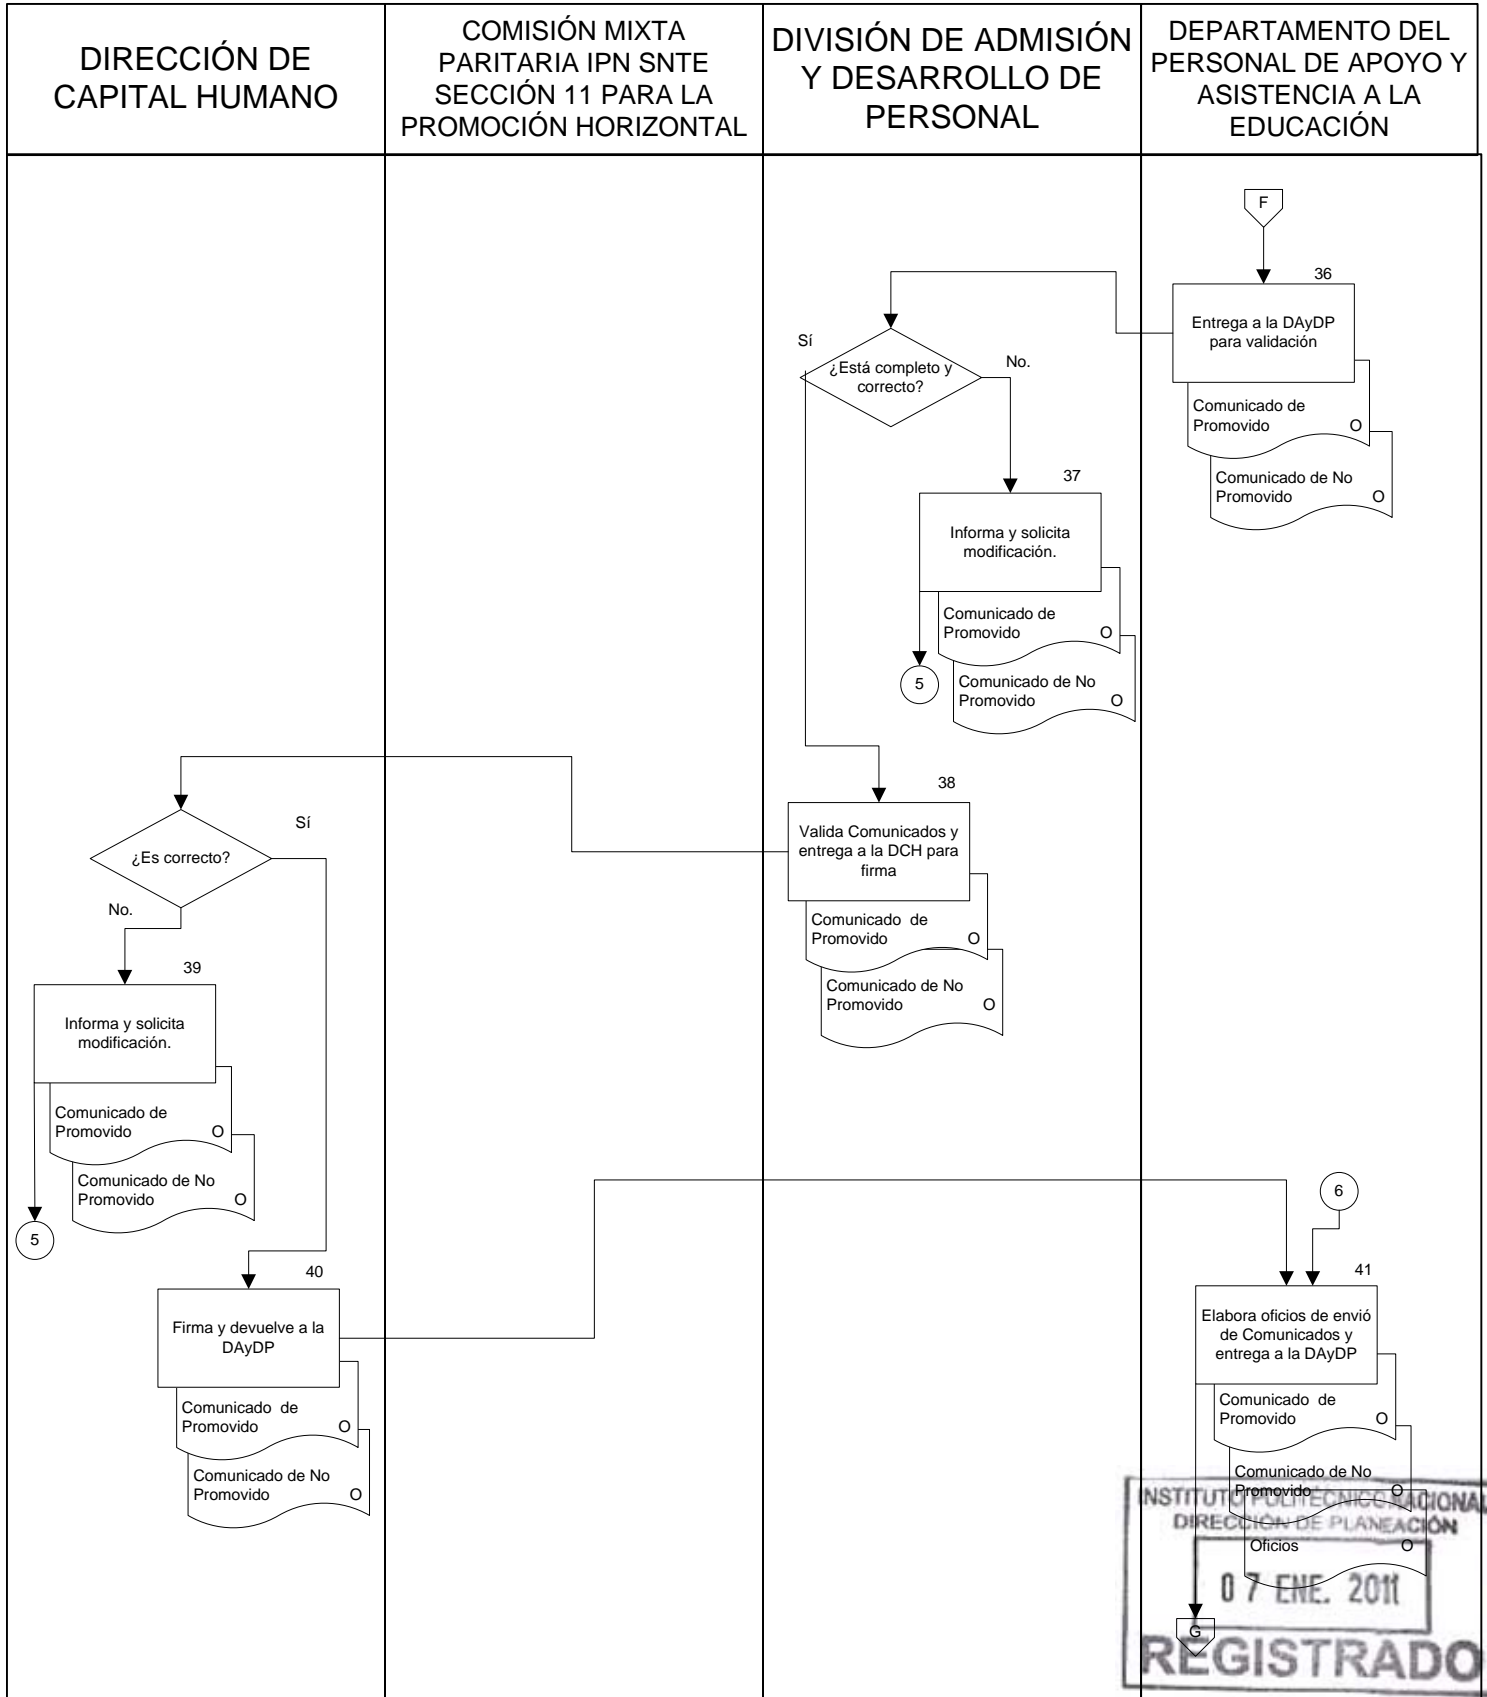 DIRECCIÓN DE
CAPITAL HUMANO
COMISIÓN MIXTA
PARITARIA IPN SNTE
SECCIÓN 11 PARA LA
PROMOCIÓN HORIZONTAL
DIVISIÓN DE ADMISIÓN
Y DESARROLLO DE
PERSONAL
DEPARTAMENTO DEL
PERSONAL DE APOYO Y
ASISTENCIA A LA
EDUCACIÓN
F
36
Entrega a la DAyDP
para validación
Comunicado de
Promovido O
Comunicado de No
Promovido O
Sí
¿Está completo y
correcto?
No.
37
Informa y solicita
modificación.
Comunicado de
Promovido O
Comunicado de No
Promovido O
5
38
Valida Comunicados y
entrega a la DCH para
firma
Comunicado de
Promovido O
Comunicado de No
Promovido O
¿Es correcto?
Sí
No.
39
Informa y solicita
modificación.
Comunicado de
Promovido O
Comunicado de No
Promovido O
5
40
Firma y devuelve a la
DAyDP
Comunicado de
Promovido O
Comunicado de No
Promovido O
6
41
Elabora oficios de envió
de Comunicados y
entrega a la DAyDP
Comunicado de
Promovido O
Comunicado de No
Promovido O
Oficios O
G
INSTITUTO POLITÉCNICO NACIONAL
DIRECCIÓN DE PLANEACIÓN
07 ENE. 2011
REGISTRADO